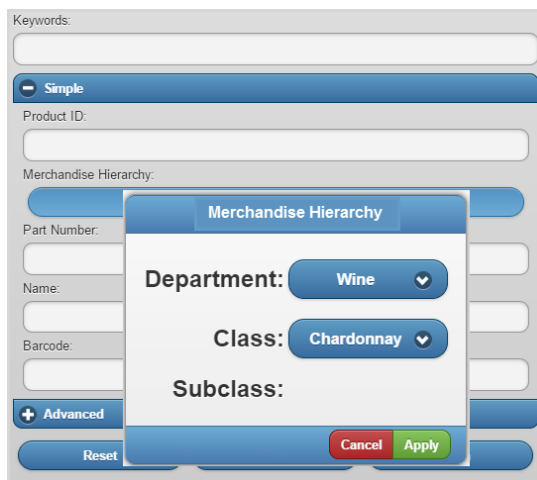 Keywords:
Simple
Product ID:
Merchandise Hierarchy:
Merchandise Hierarchy
Part Number:
Department: Wine
Name:
Class: Chardonnay
Barcode:
Subclass:
Advanced
Cancel Apply
Reset